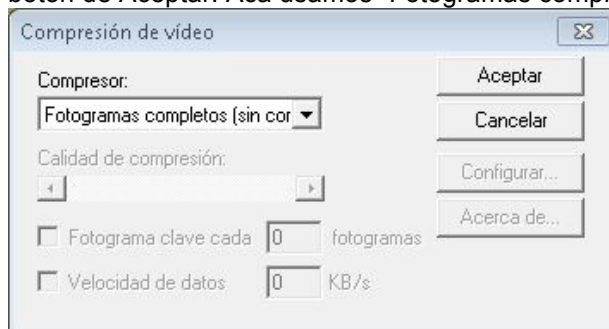 botón de Aceptar. Acá usamos "Fotogramas compl
Compresión de vídeo
Compresor:
Fotogramas completos (sin cor
Calidad de compresión:
Fotograma clave cada 0 fotogramas
Velocidad de datos 0 KB/s
Aceptar
Cancelar
Configurar...
Acerca de...